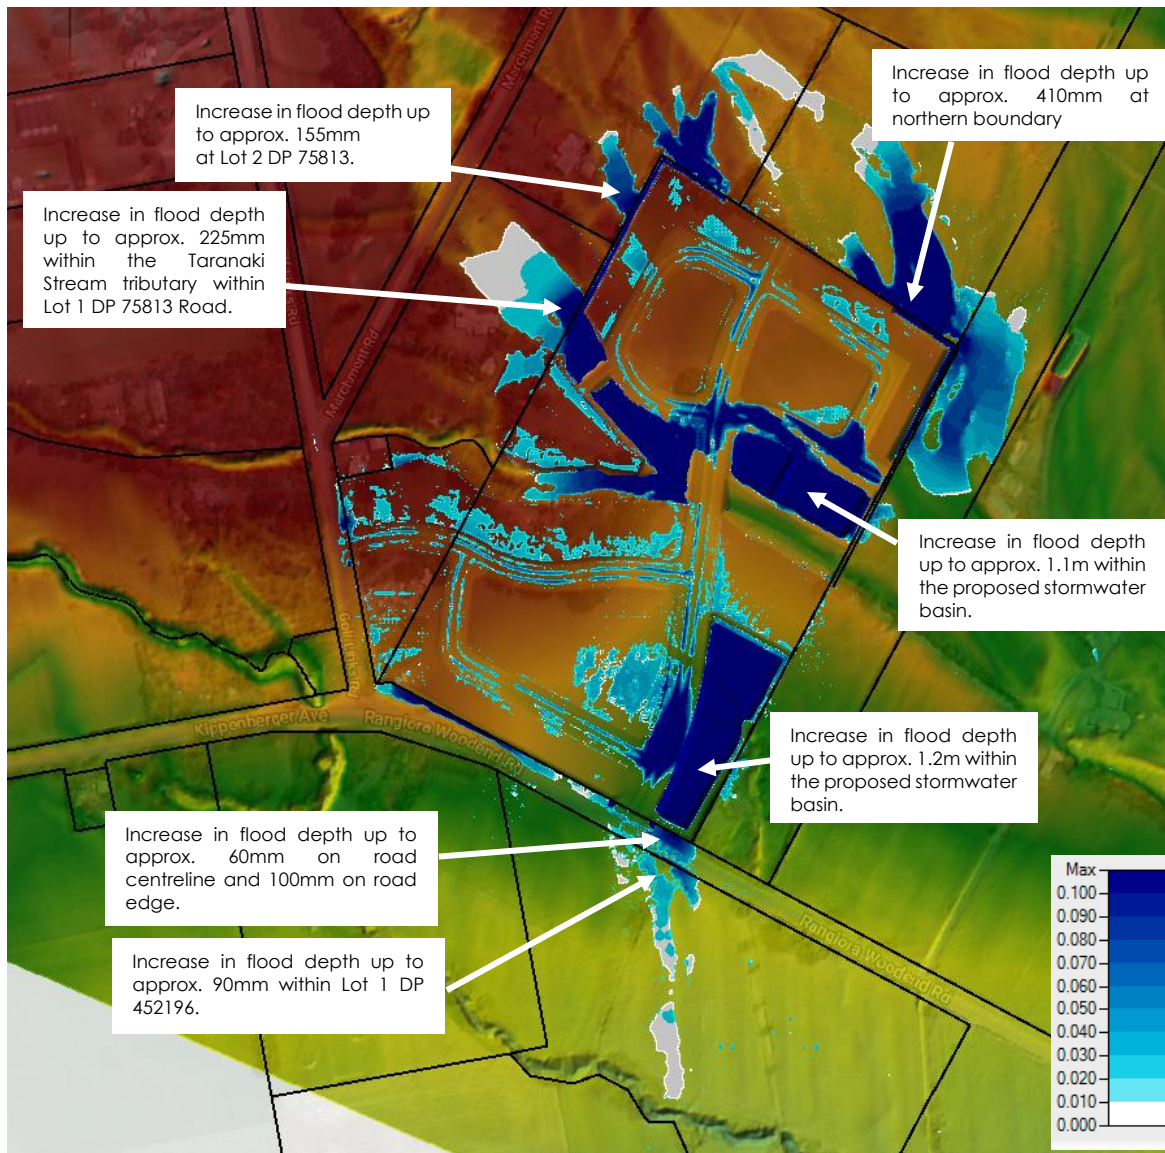 Marchmont Rd
Increase in flood depth up
to approx. 410mm at
northern boundary
Increase in flood depth up
to approx. 155mm
at Lot 2 DP 75813.
Increase in flood depth
up to approx. 225mm
within the Taranaki
Stream tributary within
Lot 1 DP 75813 Road.
Marchmont Rd
Increase in flood depth
up to approx. 1.1m within
the proposed stormwater
basin.
Kippenberger Ave
Rangiora Woodend Rd
Increase in flood depth
up to approx. 1.2m within
the proposed stormwater
basin.
Increase in flood depth up to
approx. 60mm on road
centreline and 100mm on road
edge.
Rangiora Woodend Rd
Increase in flood depth up to
approx. 90mm within Lot 1 DP
452196.
Max
0.100
0.090
0.080
0.070
0.060
0.050
0.040
0.030
0.020
0.010
0.000